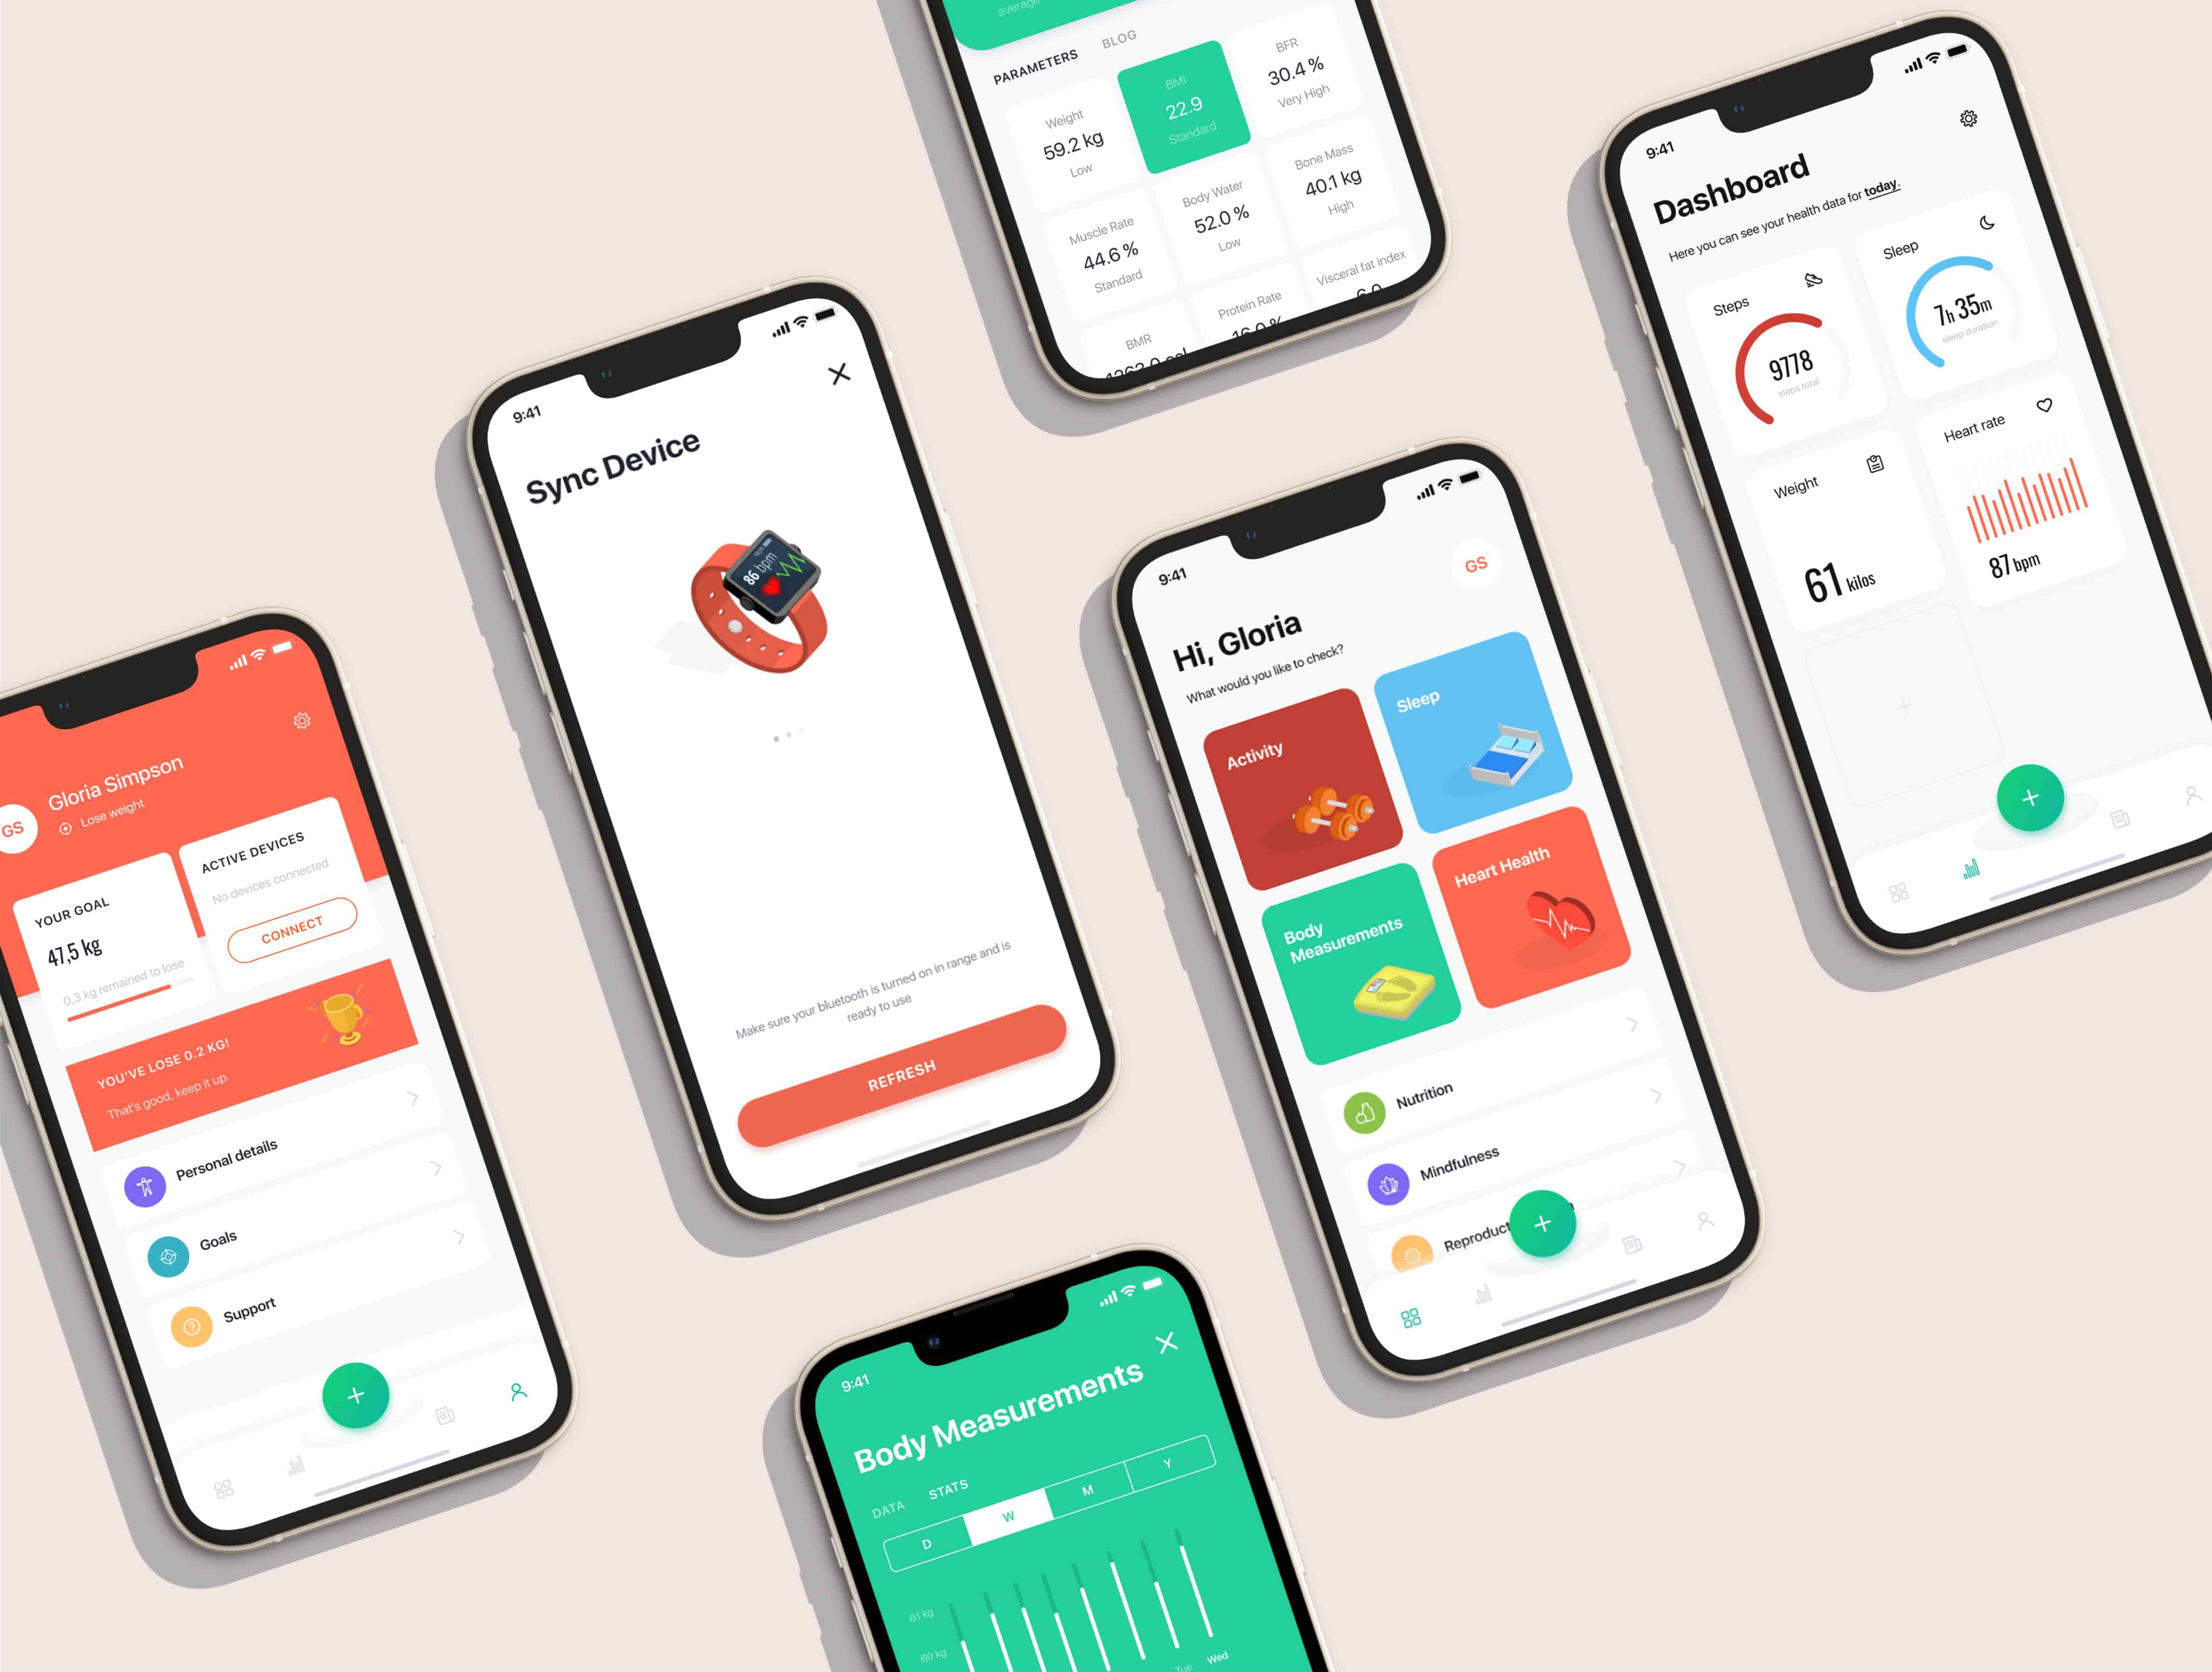 Gloria Simpson
Lose weight
GS
YOUR GOAL
47,5 kg
0,3 kg remained to lose
ACTIVE DEVICES
No devices connected
CONNECT
YOU'VE LOSE 0.2 KG!
That's good, keep it up.
Personal details
Goals
Support
9:41
Sync Device
86 bpm
Make sure your bluetooth is turned on in range and is
ready to use
REFRESH
average
PARAMETERS BLOG
Weight
59.2 kg
Low
BMI
22.9
Standard
BFR
30.4 %
Very High
Muscle Rate
44.6 %
Standard
Body Water
52.0 %
Low
Bone Mass
40.1 kg
High
BMR
Protein Rate
Visceral fat index
9:41
Body Measurements
DATA STATS
D W M Y
61 kg
60 kg
Tue Wed
9:41
GS
Hi, Gloria
What would you like to check?
Activity
Sleep
Body
Measurements
Heart Health
Nutrition
Mindfulness
9:41
Dashboard
Here you can see your health data for today.
Steps
9778
steps total
Sleep
7h 35m
sleep duration
Weight
61 kilos
Heart rate
87 bpm